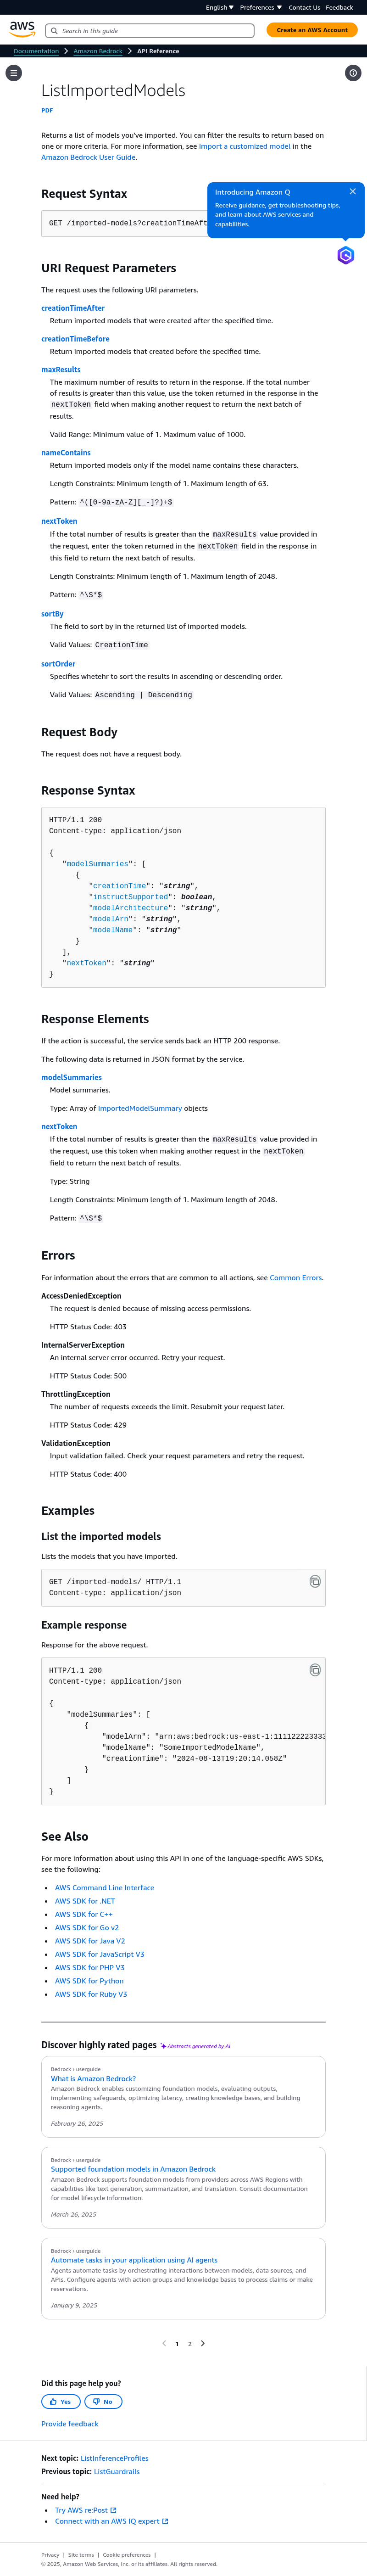 English
Preferences
Contact Us
Feedback
aws
Search in this guide
Create an AWS Account
Documentation
Amazon Bedrock
API Reference
ListImportedModels
PDF
Returns a list of models you've imported. You can filter the results to return based
on one or more criteria. For more information, see Import a customized model in the
Amazon Bedrock User Guide.
Introducing Amazon Q
Receive guidance, get troubleshooting tips,
and learn about AWS services and
capabilities.
Request Syntax
GET /imported-models?creationTimeAft
URI Request Parameters
The request uses the following URI parameters.
creationTimeAfter
Return imported models that were created after the specified time.
creationTimeBefore
Return imported models that created before the specified time.
maxResults
The maximum number of results to return in the response. If the total number
of results is greater than this value, use the token returned in the response in the
nextToken field when making another request to return the next batch of
results.
Valid Range: Minimum value of 1. Maximum value of 1000.
nameContains
Return imported models only if the model name contains these characters.
Length Constraints: Minimum length of 1. Maximum length of 63.
Pattern: ^([0-9a-zA-Z][_-]?)+$
nextToken
If the total number of results is greater than the maxResults value provided in
the request, enter the token returned in the nextToken field in the response in
this field to return the next batch of results.
Length Constraints: Minimum length of 1. Maximum length of 2048.
Pattern: ^\S*$
sortBy
The field to sort by in the returned list of imported models.
Valid Values: CreationTime
sortOrder
Specifies whetehr to sort the results in ascending or descending order.
Valid Values: Ascending | Descending
Request Body
The request does not have a request body.
Response Syntax
HTTP/1.1 200
Content-type: application/json
{
"modelSummaries": [
{
"creationTime": "string",
"instructSupported": boolean,
"modelArchitecture": "string",
"modelArn": "string",
"modelName": "string"
}
],
"nextToken": "string"
}
Response Elements
If the action is successful, the service sends back an HTTP 200 response.
The following data is returned in JSON format by the service.
modelSummaries
Model summaries.
Type: Array of ImportedModelSummary objects
nextToken
If the total number of results is greater than the maxResults value provided in
the request, use this token when making another request in the nextToken
field to return the next batch of results.
Type: String
Length Constraints: Minimum length of 1. Maximum length of 2048.
Pattern: ^\S*$
Errors
For information about the errors that are common to all actions, see Common Errors.
AccessDeniedException
The request is denied because of missing access permissions.
HTTP Status Code: 403
InternalServerException
An internal server error occurred. Retry your request.
HTTP Status Code: 500
ThrottlingException
The number of requests exceeds the limit. Resubmit your request later.
HTTP Status Code: 429
ValidationException
Input validation failed. Check your request parameters and retry the request.
HTTP Status Code: 400
Examples
List the imported models
Lists the models that you have imported.
GET /imported-models/ HTTP/1.1
Content-type: application/json
Example response
Response for the above request.
HTTP/1.1 200
Content-type: application/json
{
"modelSummaries": [
{
"modelArn": "arn:aws:bedrock:us-east-1:111122223333
"modelName": "SomeImportedModelName",
"creationTime": "2024-08-13T19:20:14.058Z"
}
]
}
See Also
For more information about using this API in one of the language-specific AWS SDKs,
see the following:
AWS Command Line Interface
AWS SDK for .NET
AWS SDK for C++
AWS SDK for Go v2
AWS SDK for Java V2
AWS SDK for JavaScript V3
AWS SDK for PHP V3
AWS SDK for Python
AWS SDK for Ruby V3
Discover highly rated pages Abstracts generated by AI
Bedrock › userguide
What is Amazon Bedrock?
Amazon Bedrock enables customizing foundation models, evaluating outputs,
implementing safeguards, optimizing latency, creating knowledge bases, and building
reasoning agents.
February 26, 2025
Bedrock › userguide
Supported foundation models in Amazon Bedrock
Amazon Bedrock supports foundation models from providers across AWS Regions with
capabilities like text generation, summarization, and translation. Consult documentation
for model lifecycle information.
March 26, 2025
Bedrock › userguide
Automate tasks in your application using AI agents
Agents automate tasks by orchestrating interactions between models, data sources, and
APIs. Configure agents with action groups and knowledge bases to process claims or make
reservations.
January 9, 2025
1 2
Did this page help you?
Yes
No
Provide feedback
Next topic: ListInferenceProfiles
Previous topic: ListGuardrails
Need help?
Try AWS re:Post
Connect with an AWS IQ expert
Privacy | Site terms | Cookie preferences |
© 2025, Amazon Web Services, Inc. or its affiliates. All rights reserved.